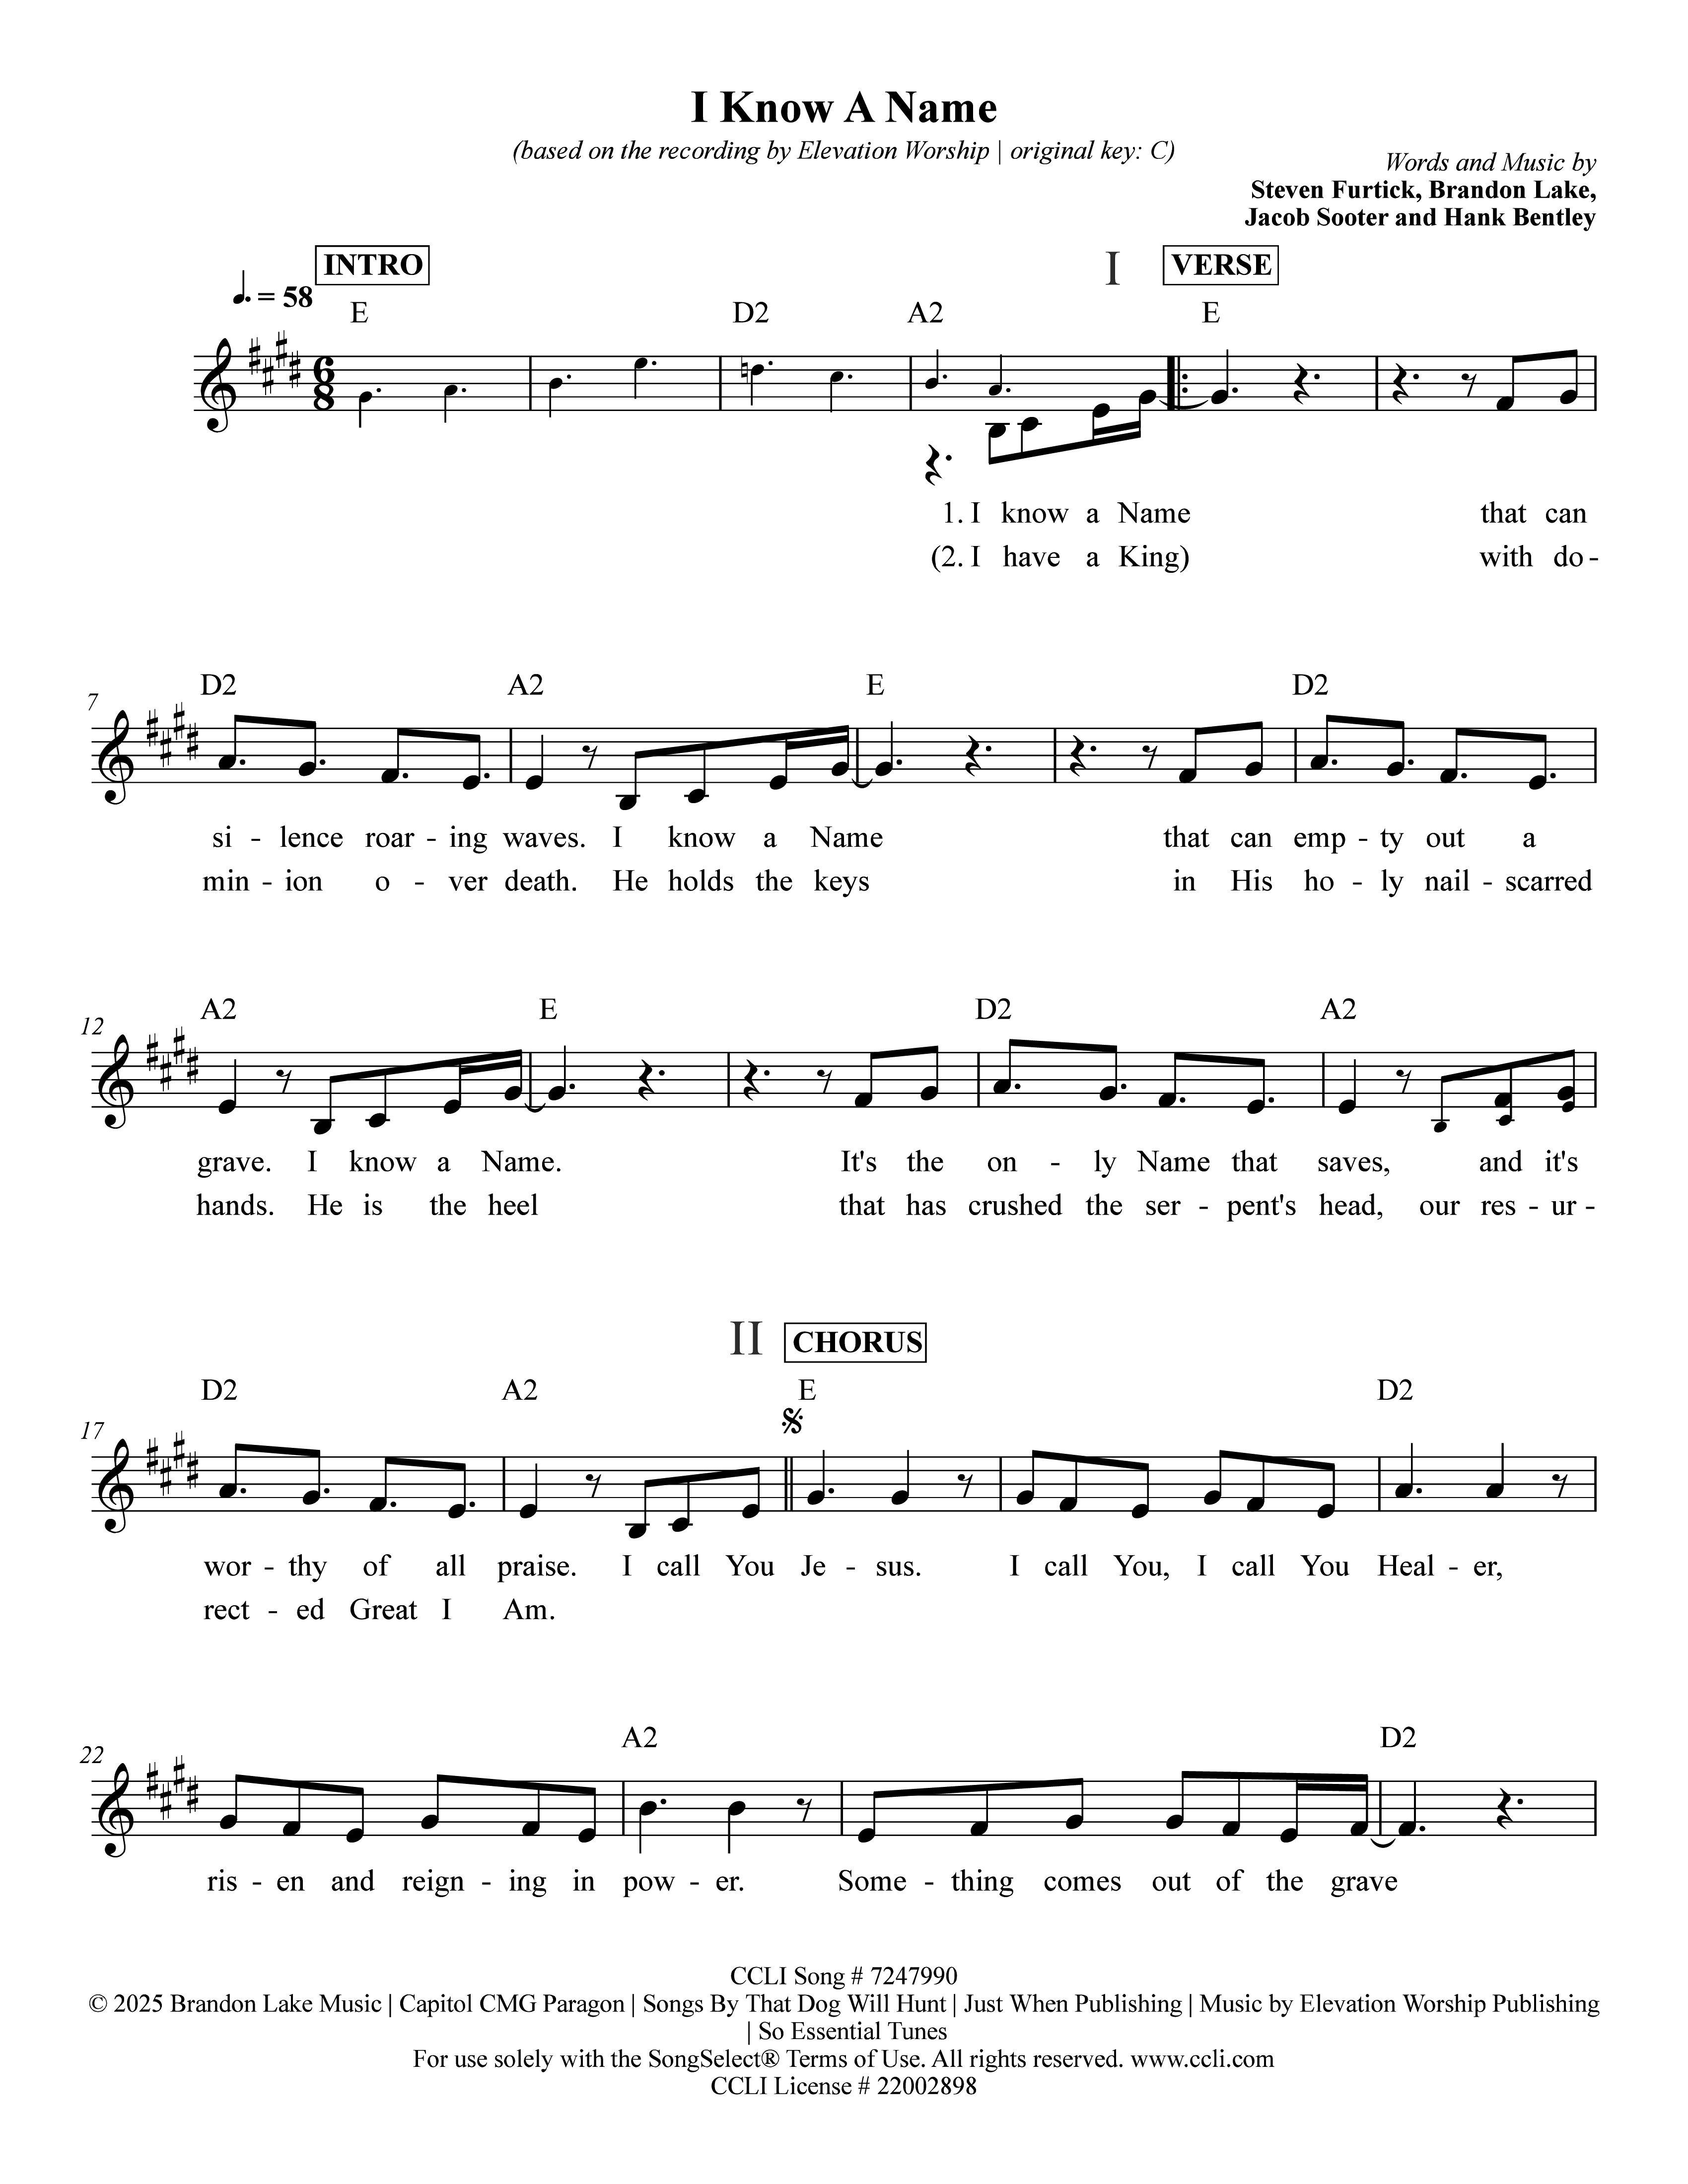 I Know A Name
(based on the recording by Elevation Worship | original key: C)
Words and Music by
Steven Furtick, Brandon Lake,
Jacob Sooter and Hank Bentley
INTRO
I
VERSE
= 58
E D2 A2 E
6
8
1. I know a Name that can
(2. I have a King) with do -
D2 A2 E D2
7
si - lence roar - ing waves. I know a Name that can emp - ty out a
min - ion o - ver death. He holds the keys in His ho - ly nail - scarred
A2 E D2 A2
12
grave. I know a Name. It's the on - ly Name that saves, and it's
hands. He is the heel that has crushed the ser - pent's head, our res - ur -
II
CHORUS
D2 A2 E D2
17
wor - thy of all praise. I call You Je - sus. I call You, I call You Heal - er,
rect - ed Great I Am.
A2 D2
22
ris - en and reign - ing in pow - er. Some - thing comes out of the grave
CCLI Song # 7247990
© 2025 Brandon Lake Music | Capitol CMG Paragon | Songs By That Dog Will Hunt | Just When Publishing | Music by Elevation Worship Publishing
| So Essential Tunes
For use solely with the SongSelect® Terms of Use. All rights reserved. www.ccli.com
CCLI License # 22002898